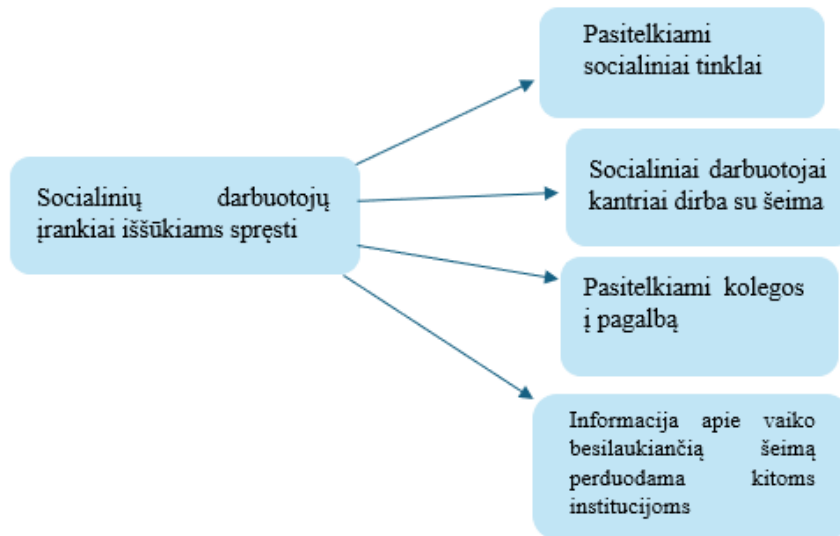 Socialinių darbuotojų
įrankiai iššūkiams spręsti
Pasitelkiami
socialiniai tinklai
Socialiniai darbuotojai
kantriai dirba su šeima
Pasitelkiami kolegos
į pagalbą
Informacija apie vaiko
besilaukiančią šeimą
perduodama kitoms
institucijoms